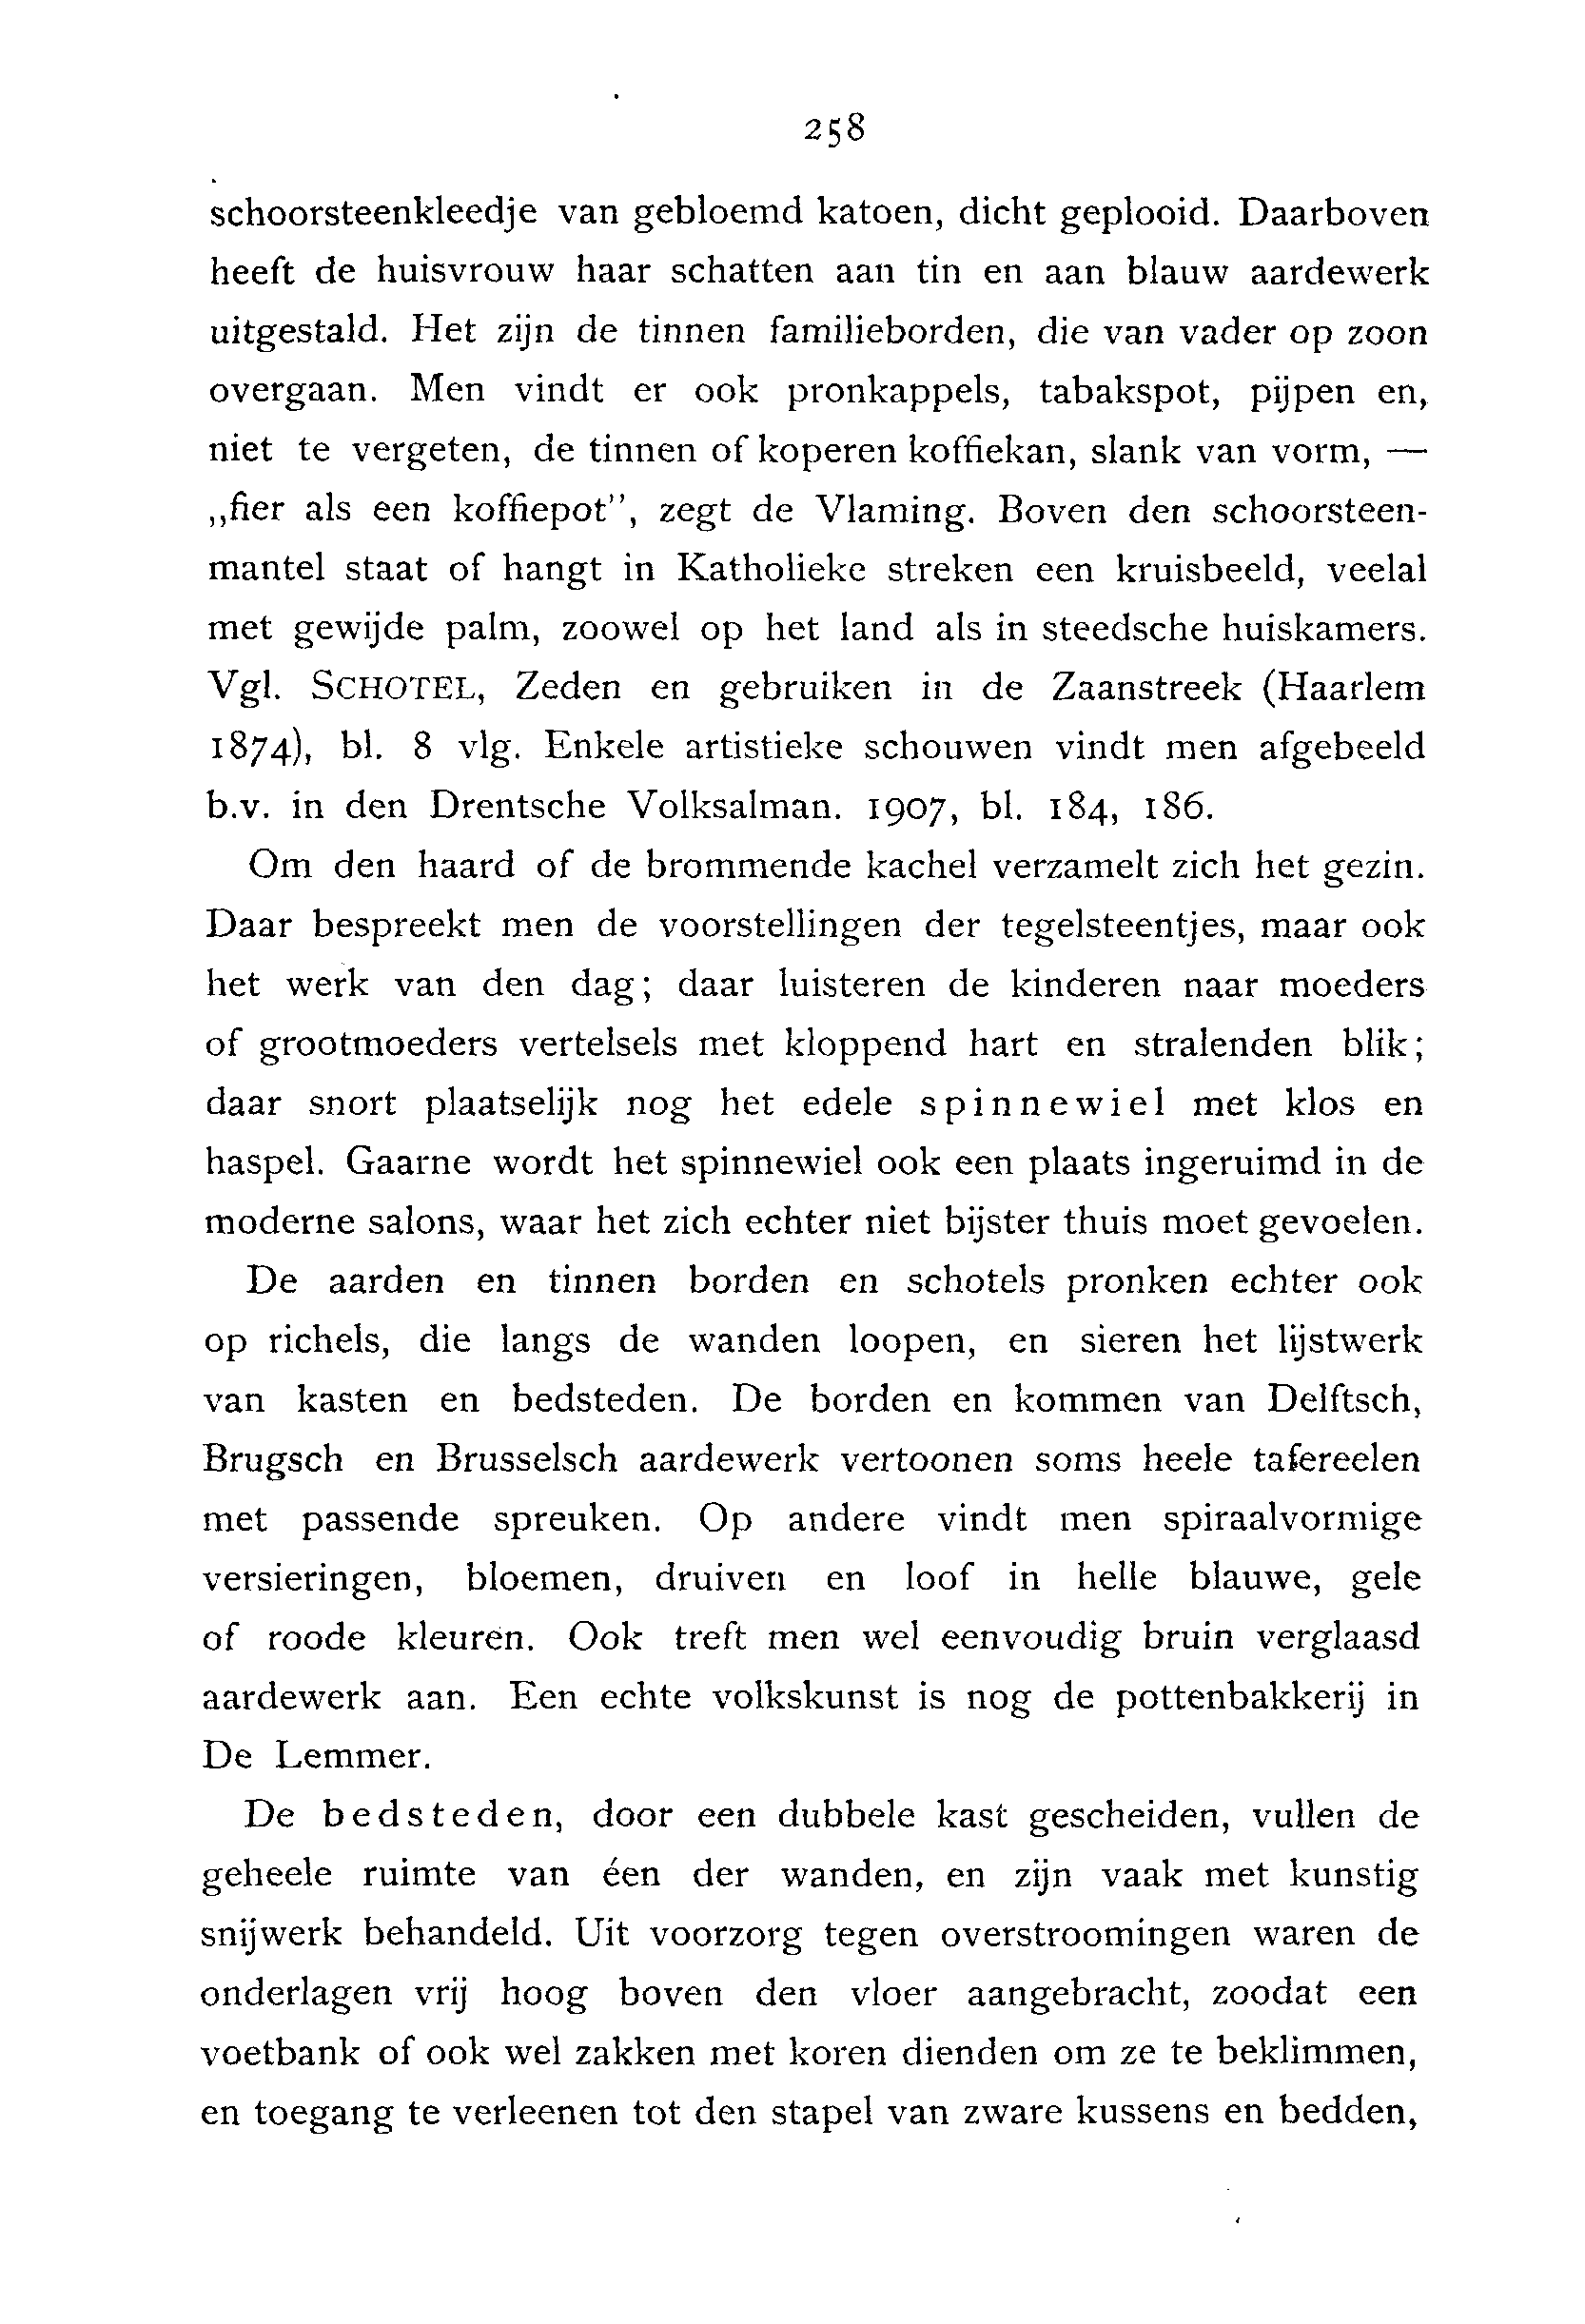 258
schoorsteenkleedje van gebloemd katoen, dicht geplooid. Daarboven
heeft de huisvrouw haar schatten aan tin en aan blauw aardewerk
uitgestald. Het zijn de tinnen familieborden, die van vader op zoon
overgaan. Men vindt er ook pronkappels, tabakspot, pijpen en,
niet te vergeten, de tinnen of koperen koffiekan, slank van vorm, —
„fier als een koffiepot”, zegt de Vlaming. Boven den schoorsteen-
mantel staat of hangt in Katholieke streken een kruisbeeld, veelal
met gewijde palm, zoowel op het land als in steedsche huiskamers.
Vgl. SCHOTEL, Zeden en gebruiken in de Zaanstreek (Haarlem
1874), bl. 8 vlg. Enkele artistieke schouwen vindt men afgebeeld
b.v. in den Drentsche Volksalman. 1907, bl. 184, 186.
Om den haard of de brommende kachel verzamelt zich het gezin.
Daar bespreekt men de voorstellingen der tegelsteentjes, maar ook
het werk van den dag; daar luisteren de kinderen naar moeders
of grootmoeders vertelsels met kloppend hart en stralenden blik;
daar snort plaatselijk nog het edele spinnewiel met klos en
haspel. Gaarne wordt het spinnewiel ook een plaats ingeruimd in de
moderne salons, waar het zich echter niet bijster thuis moet gevoelen.
De aarden en tinnen borden en schotels pronken echter ook
op richels, die langs de wanden loopen, en sieren het lijstwerk
van kasten en bedsteden. De borden en kommen van Delftsch,
Brugsch en Brusselsch aardewerk vertoonen soms heele tafereelen
met passende spreuken. Op andere vindt men spiraalvormige
versieringen, bloemen, druiven en loof in helle blauwe, gele
of roode kleuren. Ook treft men wel eenvoudig bruin verglaasd
aardewerk aan. Een echte volkskunst is nog de pottenbakkerij in
De Lemmer.
De bedsteden, door een dubbele kast gescheiden, vullen de
geheele ruimte van éen der wanden, en zijn vaak met kunstig
snijwerk behandeld. Uit voorzorg tegen overstroomingen waren de
onderlagen vrij hoog boven den vloer aangebracht, zoodat een
voetbank of ook wel zakken met koren dienden om ze te beklimmen,
en toegang te verleenen tot den stapel van zware kussens en bedden,